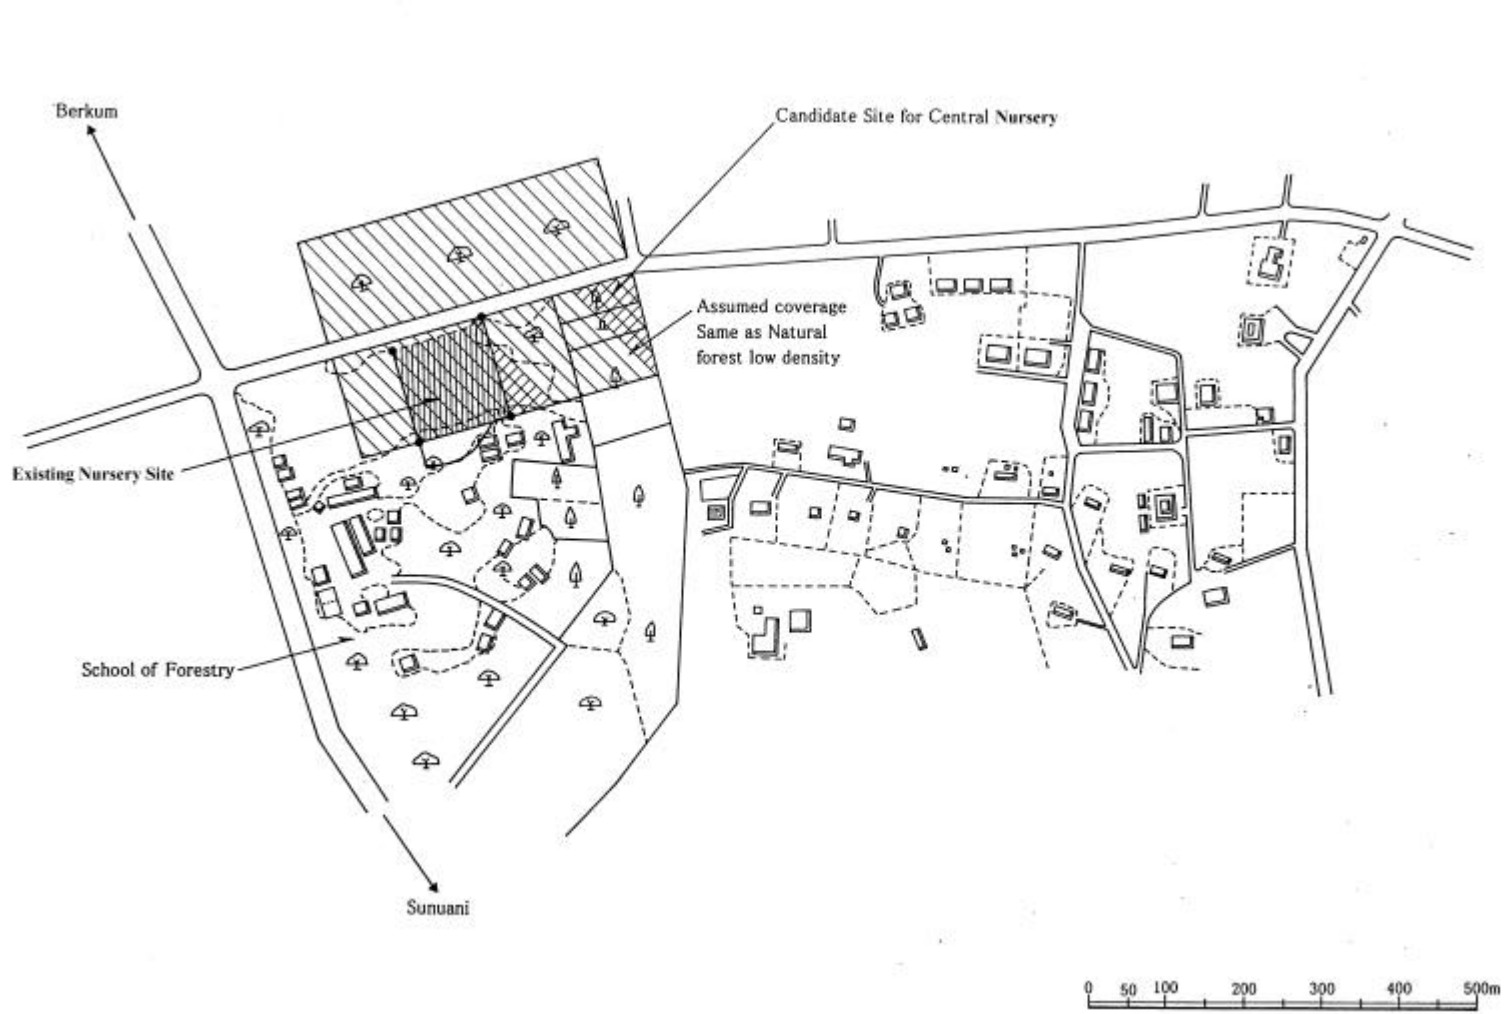 Berkum
Candidate Site for Central Nursery
Assumed coverage
Same as Natural
forest low density
Existing Nursery Site
School of Forestry
Sunuani
0 50 100 200 300 400 500m